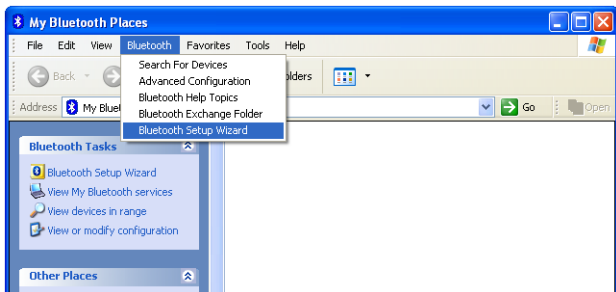 My Bluetooth Places
File Edit View Bluetooth Favorites Tools Help
Search For Devices
Advanced Configuration
Bluetooth Help Topics
Bluetooth Exchange Folder
Bluetooth Setup Wizard
Back
Address My Go Open
Bluetooth Tasks
Bluetooth Setup Wizard
View My Bluetooth services
View devices in range
View or modify configuration
Other Places